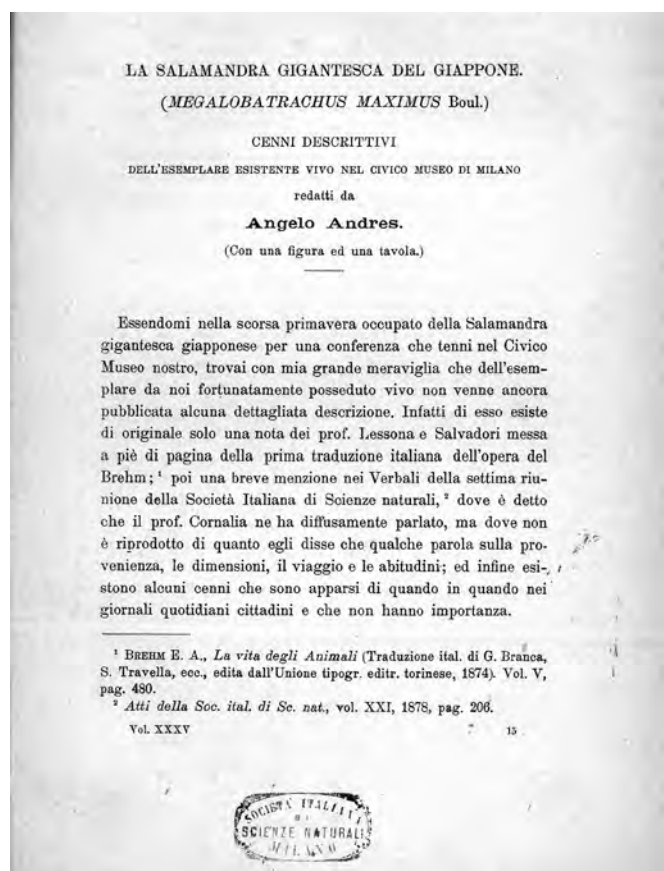 LA SALAMANDRA GIGANTESCA DEL GIAPPONE.
(MEGALOBATRACHUS MAXIMUS Boul.)
CENNI DESCRITTIVI
DELL'ESEMPLARE ESISTENTE VIVO NEL CIVICO MUSEO DI MILANO
redatti da
Angelo Andres.
(Con una figura ed una tavola.)
Essendomi nella scorsa primavera occupato della Salamandra
gigantesca giapponese per una conferenza che tenni nel Civico
Museo nostro, trovai con mia grande meraviglia che dell'esem-
plare da noi fortunatamente posseduto vivo non venne ancora
pubblicata alcuna dettagliata descrizione. Infatti di esso esiste
di originale solo una nota dei prof. Lessona e Salvadori messa
a piè di pagina della prima traduzione italiana dell'opera del
Brehm; ¹ poi una breve menzione nei Verbali della settima riu-
nione della Società Italiana di Scienze naturali, ² dove è detto
che il prof. Cornalia ne ha diffusamente parlato, ma dove non
è riprodotto di quanto egli disse che qualche parola sulla pro-
venienza, le dimensioni, il viaggio e le abitudini; ed infine esi-
stono alcuni cenni che sono apparsi di quando in quando nei
giornali quotidiani cittadini e che non hanno importanza.
¹ BREHM E. A., La vita degli Animali (Traduzione ital. di G. Branca,
S. Travella, ecc., edita dall'Unione tipogr. editr. torinese, 1874). Vol. V,
pag. 480.
² Atti della Soc. ital. di Sc. nat., vol. XXI, 1878, pag. 206.
Vol. XXXV 15
SOCIETÀ ITALIANA
DI
SCIENZE NATURALI
MILANO